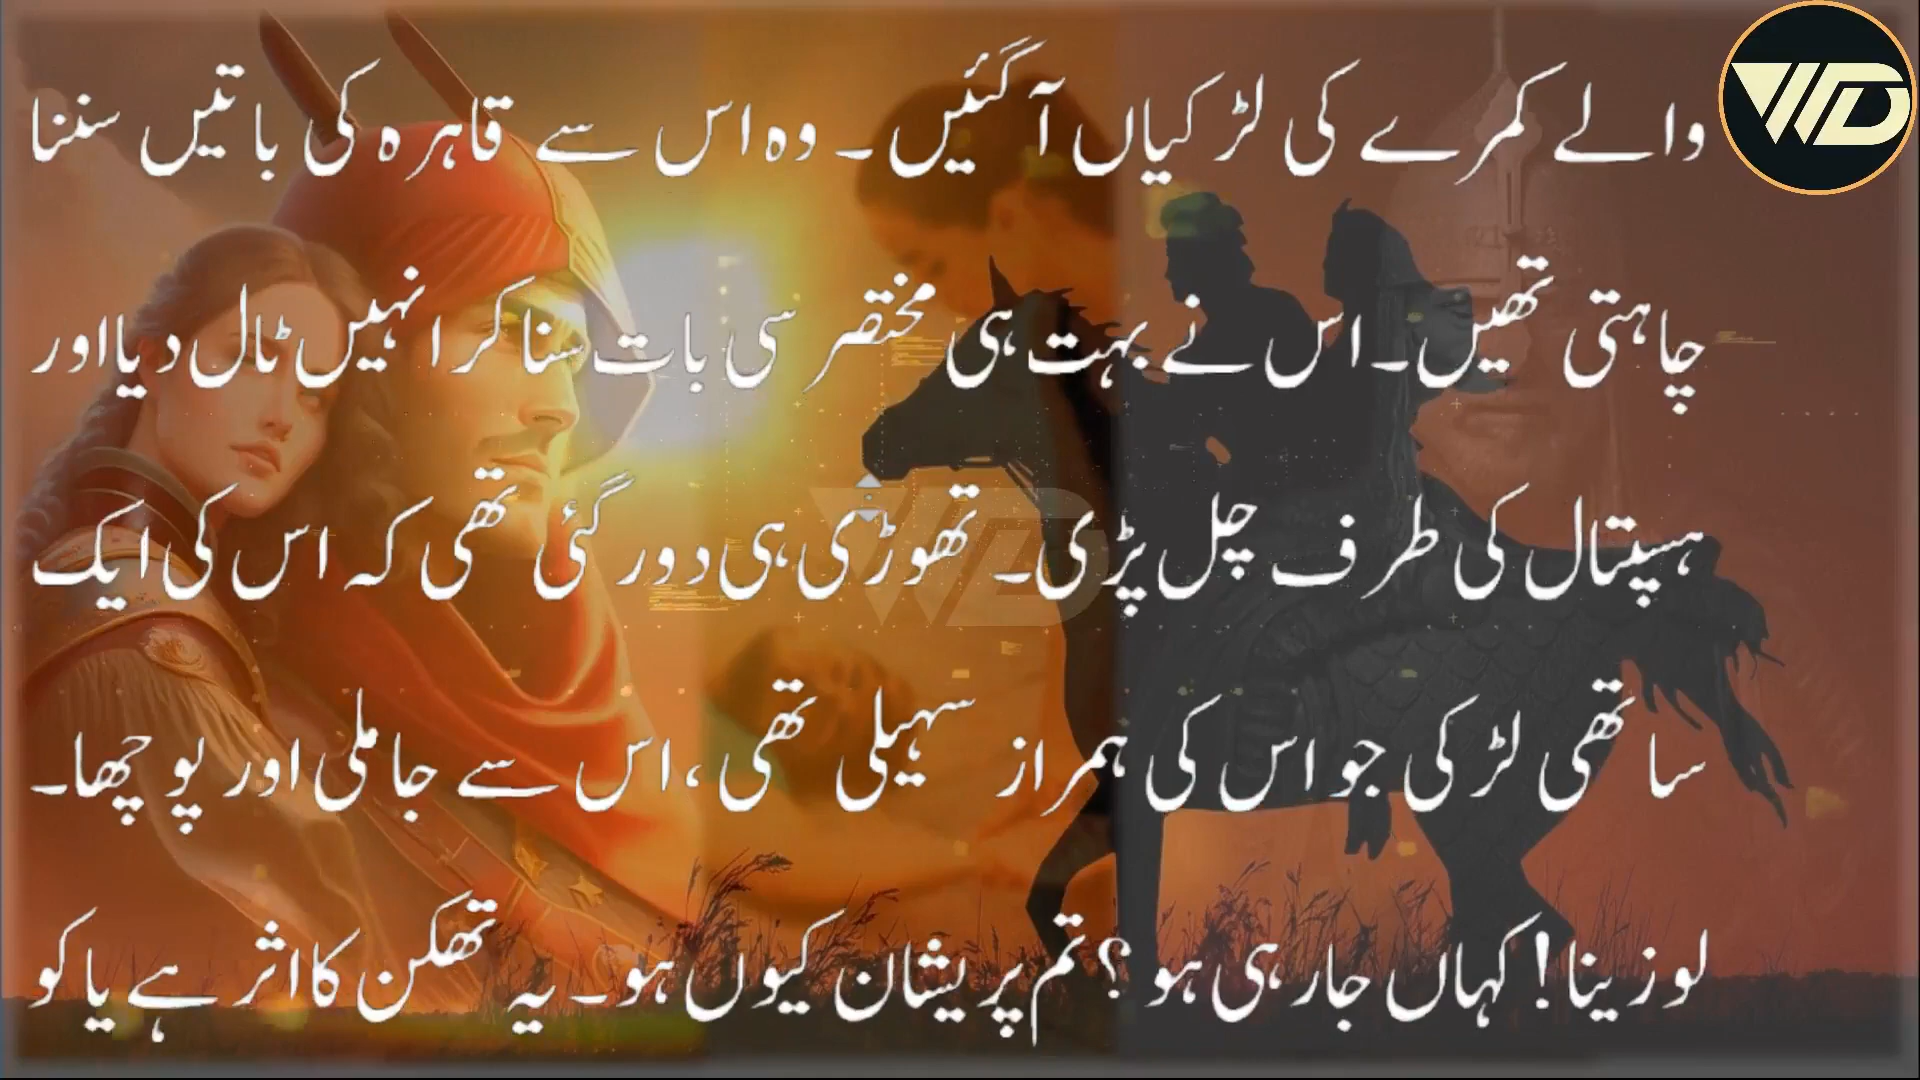 WD
والے کمرے کی لڑکیاں آ گئیں۔ وہ اس سے قاہرہ کی باتیں سننا
چاہتی تھیں۔ اس نے بہت ہی مختصر سی بات سنا کر انہیں ٹال دیا اور
ہسپتال کی طرف چل پڑی۔ تھوڑی ہی دور گئی تھی کہ اس کی ایک
WD
ساتھی لڑکی جو اس کی ہمراز سہیلی تھی، اس سے جا ملی اور پوچھا۔
لوزینا! کہاں جا رہی ہو؟ تم پریشان کیوں ہو۔ یہ تھکن کا اثر ہے یا کو